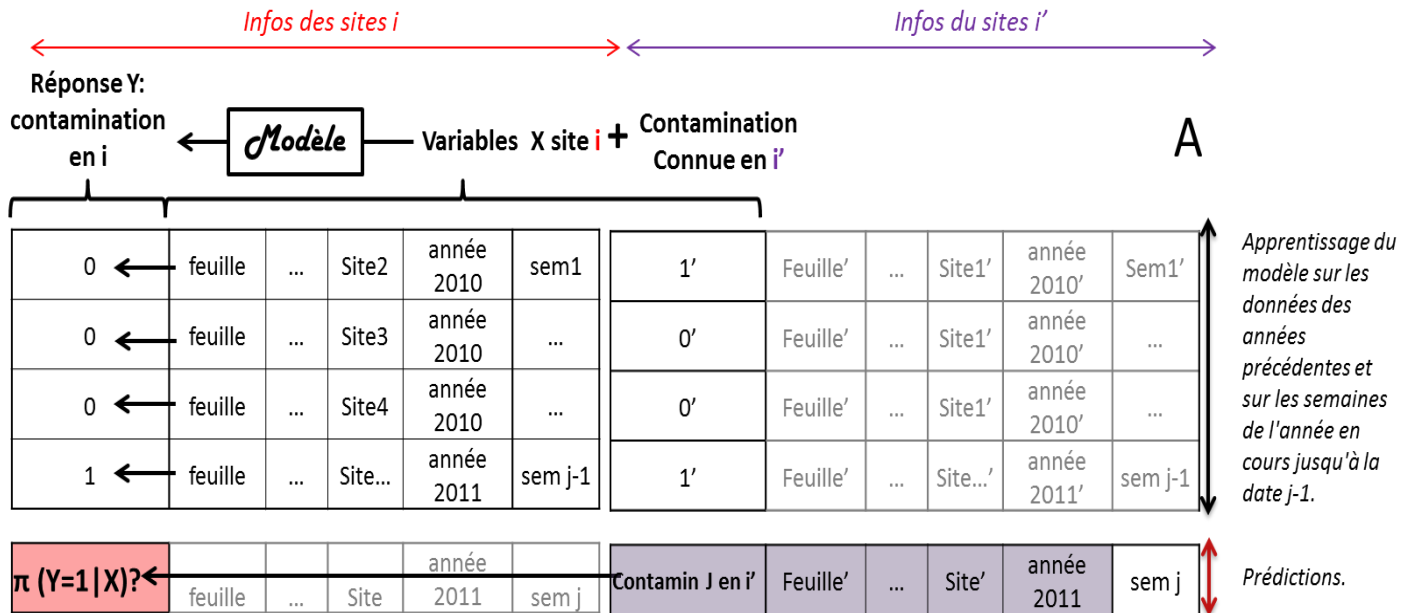 Infos des sites i
Infos du sites i’
Réponse Y:
contamination
en i
Modèle
Variables X site i +
Contamination
Connue en i’
A
0 feuille ... Site2 année 2010 sem1 1’ Feuille’ ... Site1’ année 2010’ Sem1’
0 feuille ... Site3 année 2010 ... 0’ Feuille’ ... Site1’ année 2010’ ...
0 feuille ... Site4 année 2010 ... 0’ Feuille’ ... Site1’ année 2010’ ...
1 feuille ... Site... année 2011 sem j-1 1’ Feuille’ ... Site...’ année 2011’ sem j-1
Apprentissage du
modèle sur les
données des
années
précédentes et
sur les semaines
de l'année en
cours jusqu'à la
date j-1.
π (Y=1|X)? feuille ... Site année 2011 sem j Contamin J en i’ Feuille’ ... Site’ année 2011 sem j
Prédictions.